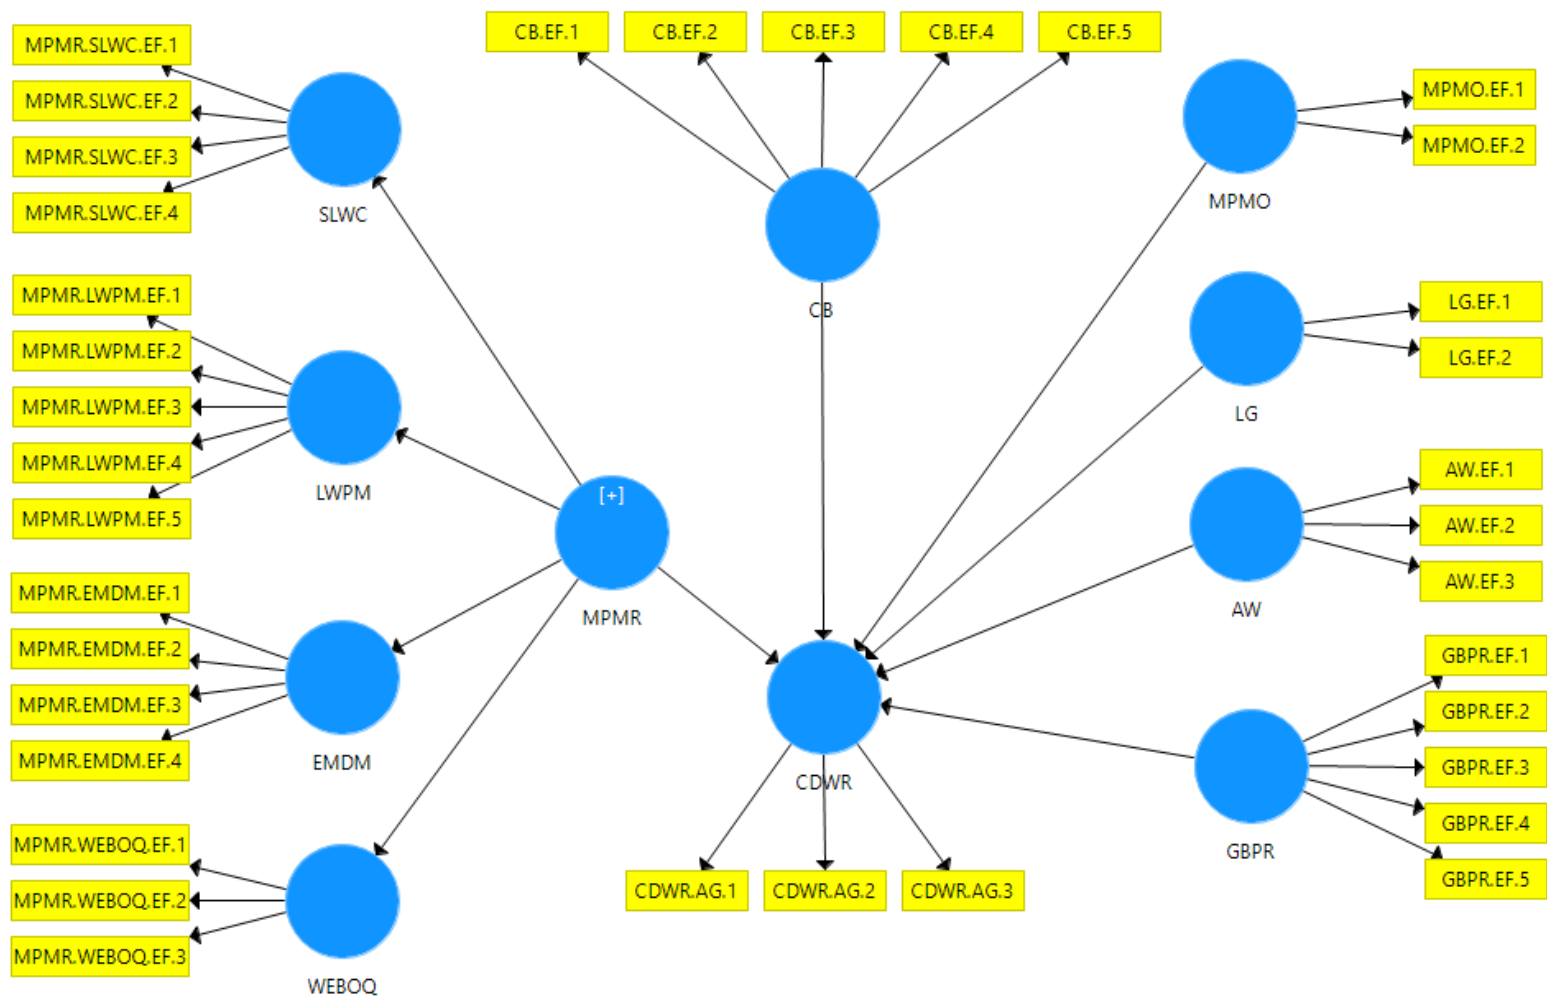 MPMR.SLWC.EF.1
MPMR.SLWC.EF.2
MPMR.SLWC.EF.3
MPMR.SLWC.EF.4
SLWC
MPMR.LWPM.EF.1
MPMR.LWPM.EF.2
MPMR.LWPM.EF.3
MPMR.LWPM.EF.4
MPMR.LWPM.EF.5
LWPM
MPMR.EMDM.EF.1
MPMR.EMDM.EF.2
MPMR.EMDM.EF.3
MPMR.EMDM.EF.4
EMDM
MPMR.WEBOQ.EF.1
MPMR.WEBOQ.EF.2
MPMR.WEBOQ.EF.3
WEBOQ
[+]
MPMR
CB.EF.1
CB.EF.2
CB.EF.3
CB.EF.4
CB.EF.5
CB
CDWR
CDWR.AG.1
CDWR.AG.2
CDWR.AG.3
MPMO.EF.1
MPMO.EF.2
MPMO
LG.EF.1
LG.EF.2
LG
AW.EF.1
AW.EF.2
AW.EF.3
AW
GBPR.EF.1
GBPR.EF.2
GBPR.EF.3
GBPR.EF.4
GBPR.EF.5
GBPR